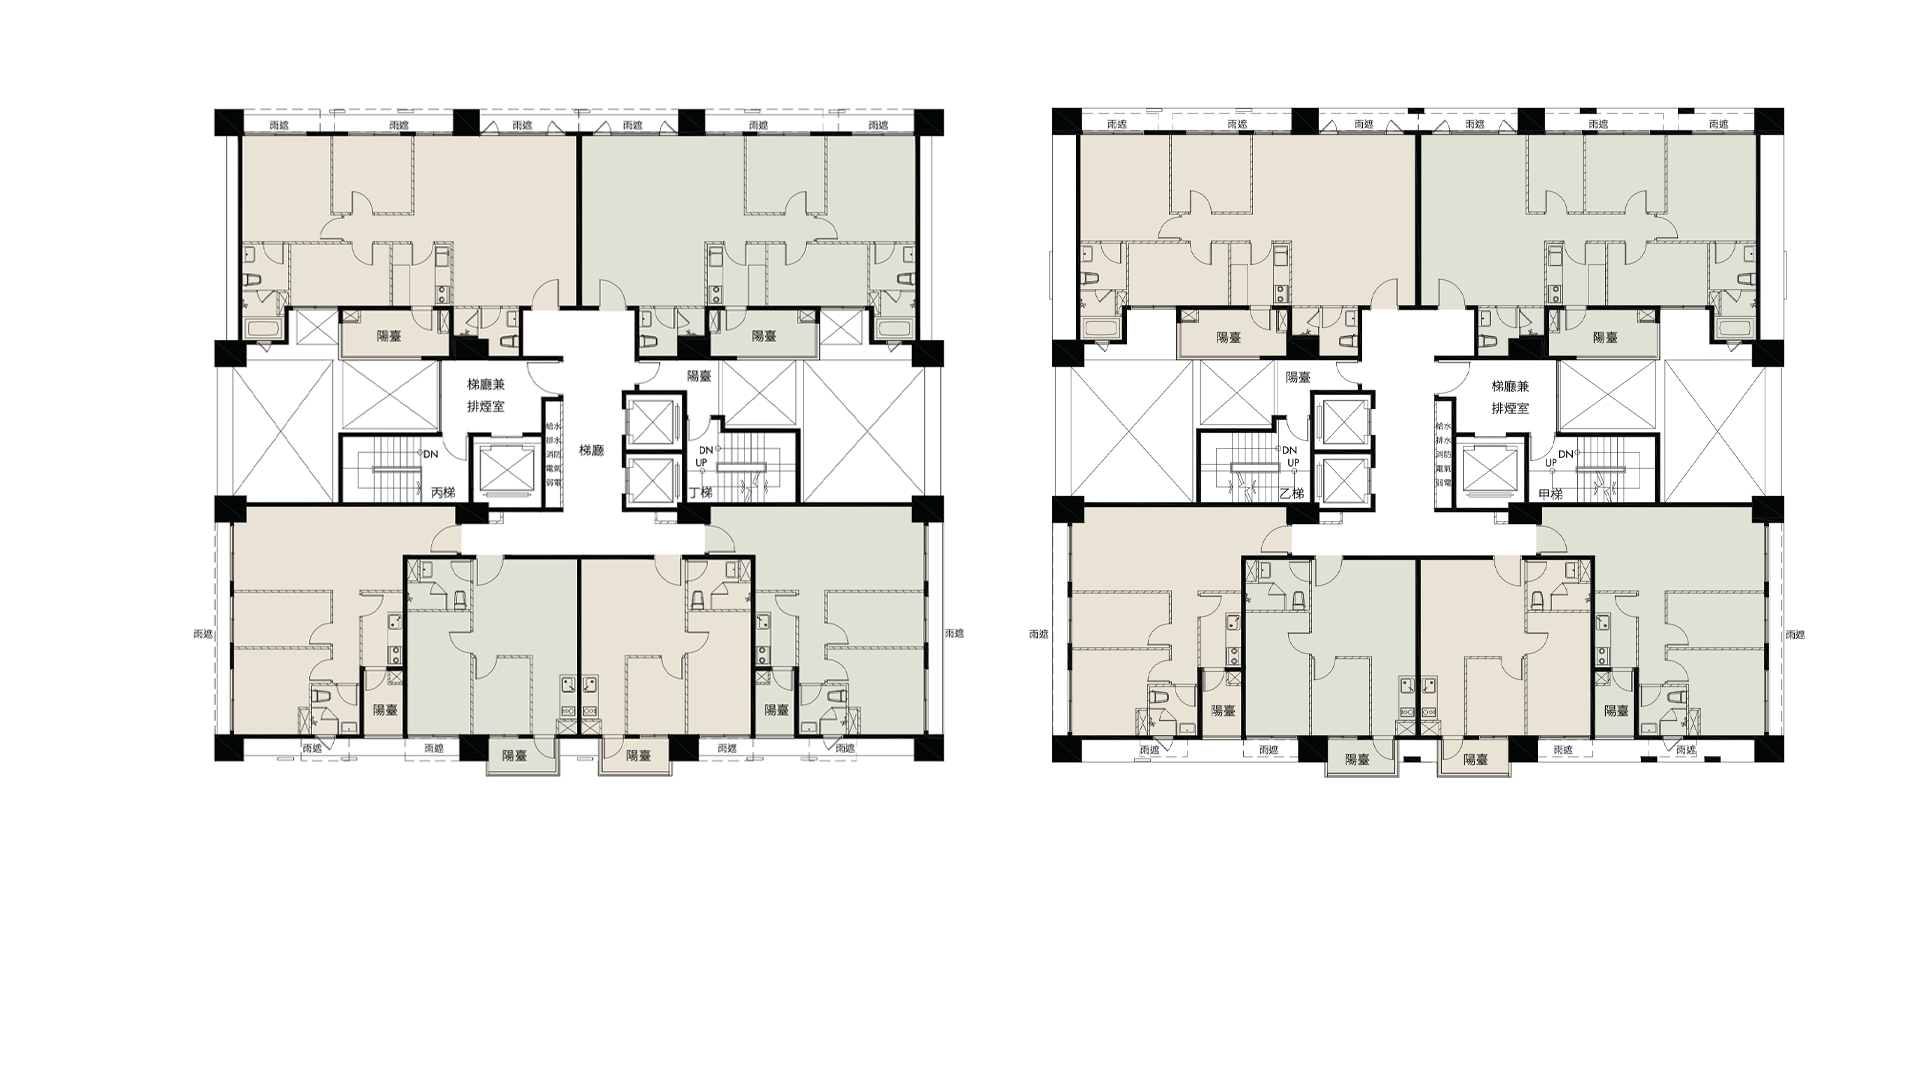 雨遮 雨遮 雨遮 雨遮 雨遮 雨遮
陽臺 陽臺
梯廳兼
排煙室
陽臺
給水
排水
消防
電氣
弱電
梯廳
DN
丙梯
DN
UP
丁梯
雨遮 雨遮
陽臺 陽臺
雨遮 雨遮 雨遮 雨遮
陽臺 陽臺
雨遮 雨遮 雨遮 雨遮 雨遮 雨遮
陽臺 陽臺
陽臺
梯廳兼
排煙室
給水
排水
消防
電氣
弱電
DN
UP
乙梯
DN
UP
甲梯
雨遮 雨遮
陽臺 陽臺
雨遮 雨遮 雨遮 雨遮
陽臺 陽臺